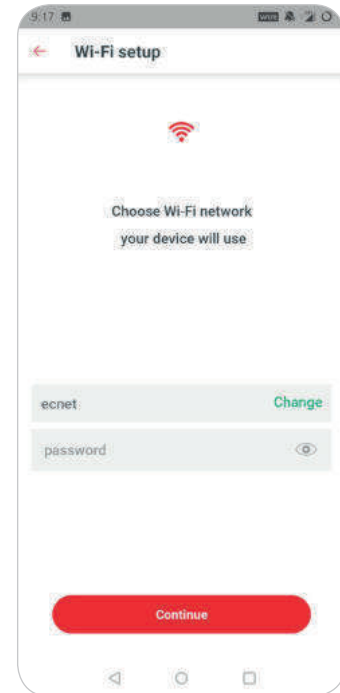 9:17
Wi-Fi setup
Choose Wi-Fi network
your device will use
ecnet Change
password
Continue